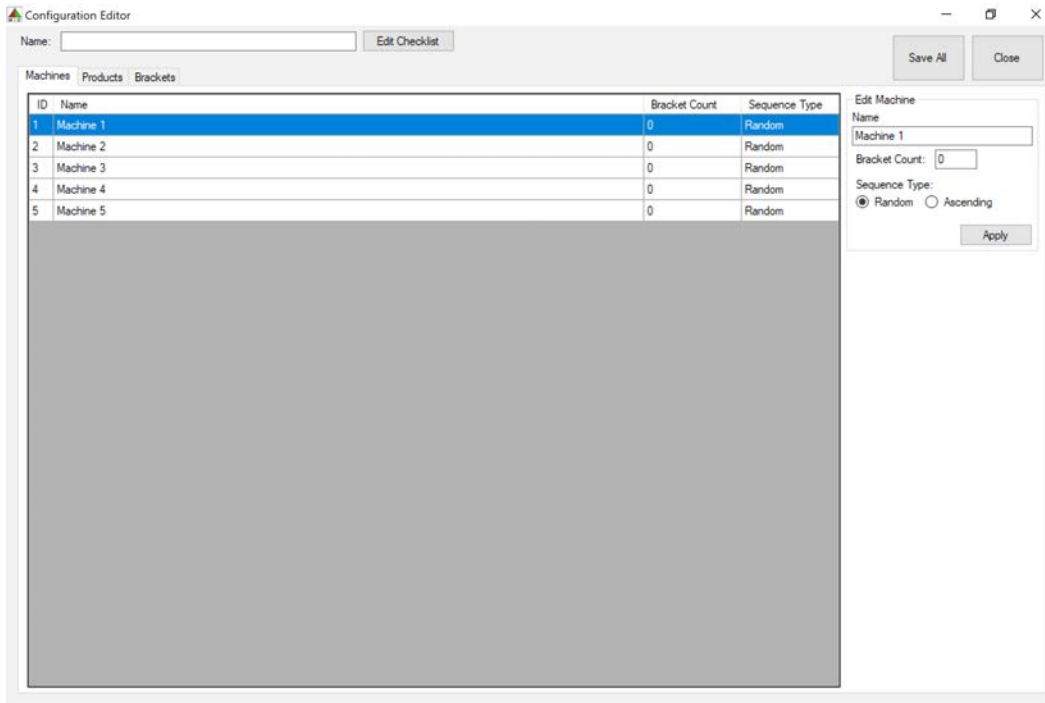 Configuration Editor
Name: Edit Checklist
Save All Close
Machines Products Brackets
ID Name Bracket Count Sequence Type
1 Machine 1 0 Random
2 Machine 2 0 Random
3 Machine 3 0 Random
4 Machine 4 0 Random
5 Machine 5 0 Random
Edit Machine
Name
Machine 1
Bracket Count: 0
Sequence Type:
Random Ascending
Apply